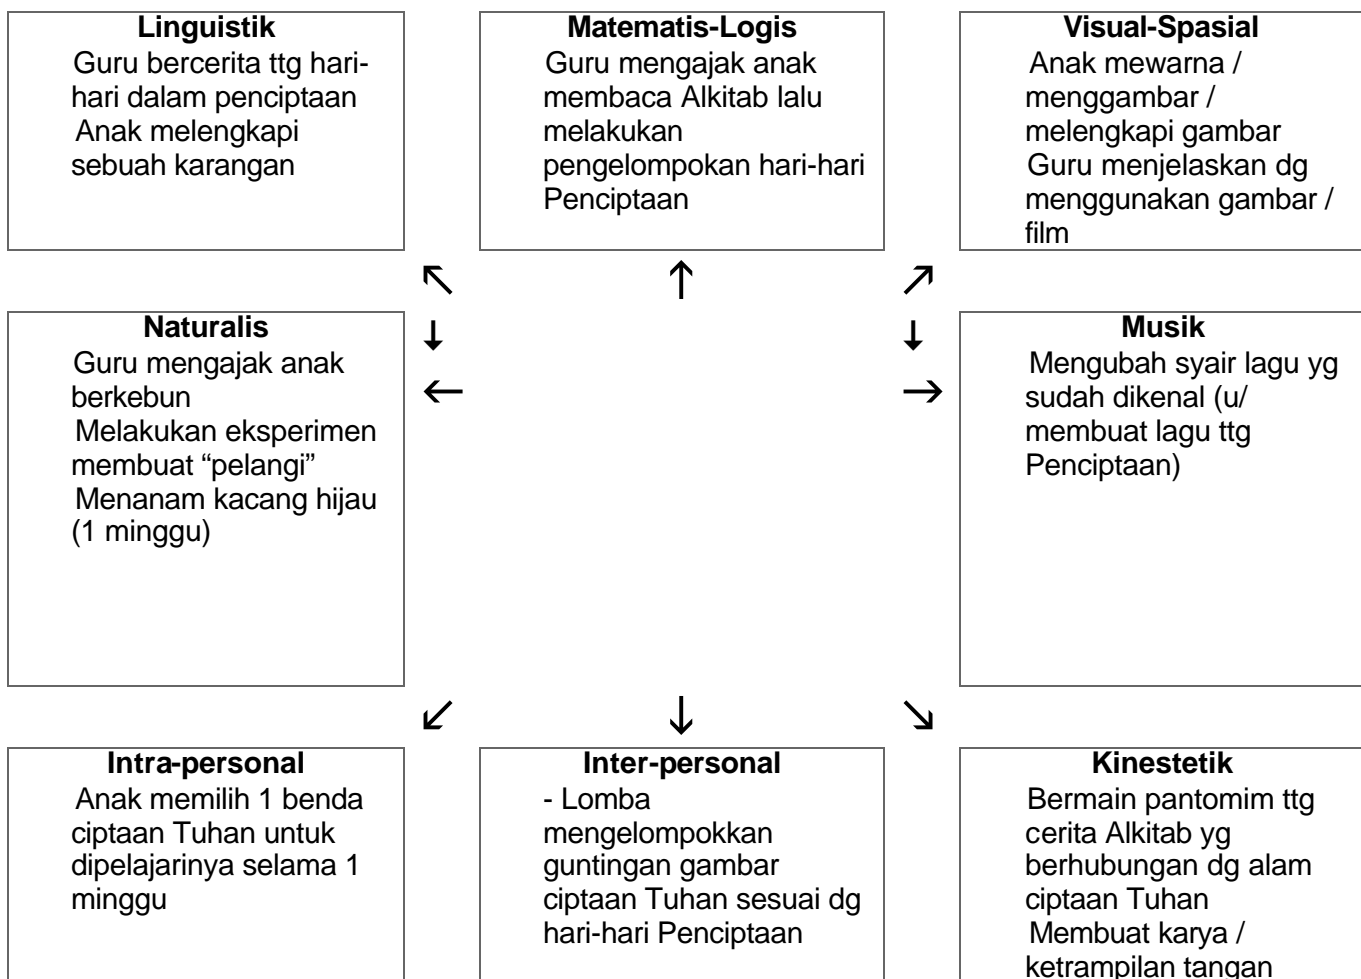 Linguistik
Guru bercerita ttg hari-
hari dalam penciptaan
Anak melengkapi
sebuah karangan
Matematis-Logis
Guru mengajak anak
membaca Alkitab lalu
melakukan
pengelompokan hari-hari
Penciptaan
Visual-Spasial
Anak mewarna /
menggambar /
melengkapi gambar
Guru menjelaskan dg
menggunakan gambar /
film
Naturalis
Guru mengajak anak
berkebun
Melakukan eksperimen
membuat “pelangi”
Menanam kacang hijau
(1 minggu)
Musik
Mengubah syair lagu yg
sudah dikenal (u/
membuat lagu ttg
Penciptaan)
Intra-personal
Anak memilih 1 benda
ciptaan Tuhan untuk
dipelajarinya selama 1
minggu
Inter-personal
- Lomba
mengelompokkan
guntingan gambar
ciptaan Tuhan sesuai dg
hari-hari Penciptaan
Kinestetik
Bermain pantomim ttg
cerita Alkitab yg
berhubungan dg alam
ciptaan Tuhan
Membuat karya /
ketrampilan tangan